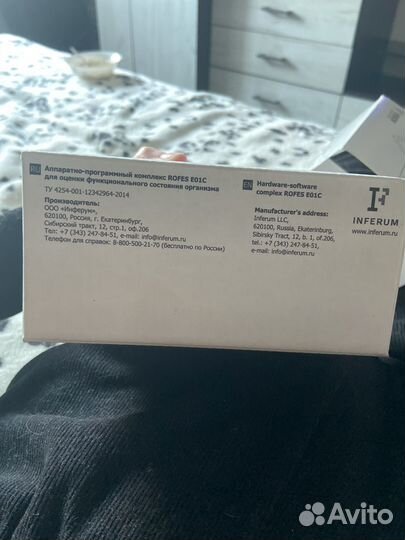 RU Аппаратно-программный комплекс ROFES E01C
для оценки функционального состояния организма
ТУ 4254-001-12342964-2014
Производитель:
ООО «Инферум»,
620100, Россия, г. Екатеринбург,
Сибирский тракт, 12, стр.1, оф.206
Тел: +7 (343) 247-84-51, e-mail: info@inferum.ru
Телефон для справок: 8-800-500-21-70 (бесплатно по России)
EN Hardware-software
complex ROFES E01C
Manufacturer's address:
Inferum LLC,
620100, Russia, Ekaterinburg,
Sibirsky Tract, 12, b. 1, of.206,
tel: +7 (343) 247-84-51,
e-mail: info@inferum.ru
INFERUM
www.inferum.ru
Avito